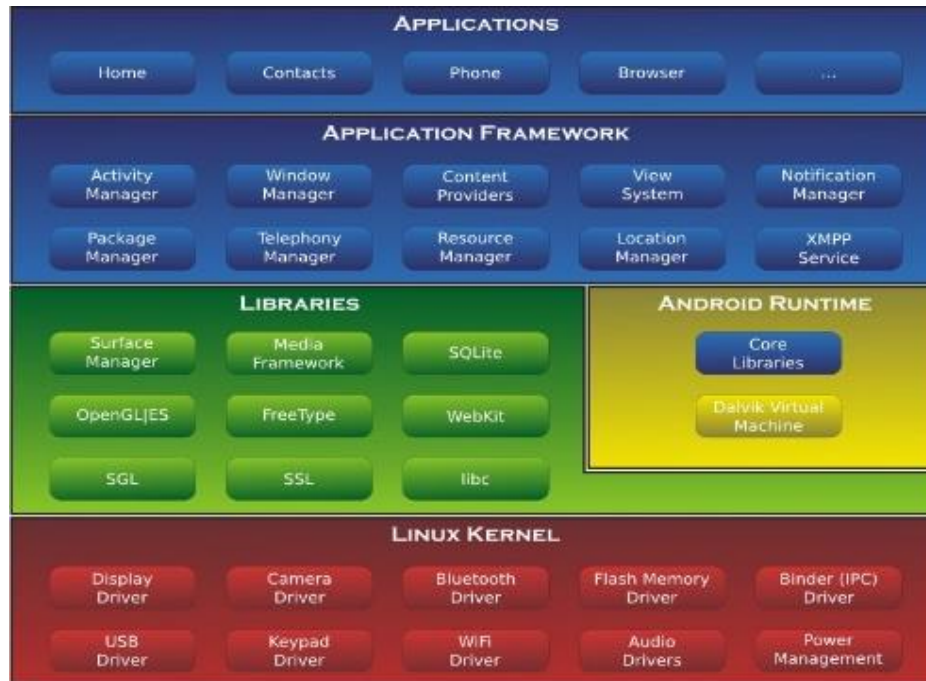 APPLICATIONS
Home
Contacts
Phone
Browser
...
APPLICATION FRAMEWORK
Activity
Manager
Window
Manager
Content
Providers
View
System
Notification
Manager
Package
Manager
Telephony
Manager
Resource
Manager
Location
Manager
XMPP
Service
LIBRARIES
Surface
Manager
Media
Framework
SQLite
OpenGL|ES
FreeType
WebKit
SGL
SSL
libc
ANDROID RUNTIME
Core
Libraries
Dalvik Virtual
Machine
LINUX KERNEL
Display
Driver
Camera
Driver
Bluetooth
Driver
Flash Memory
Driver
Binder (IPC)
Driver
USB
Driver
Keypad
Driver
WiFi
Driver
Audio
Drivers
Power
Management